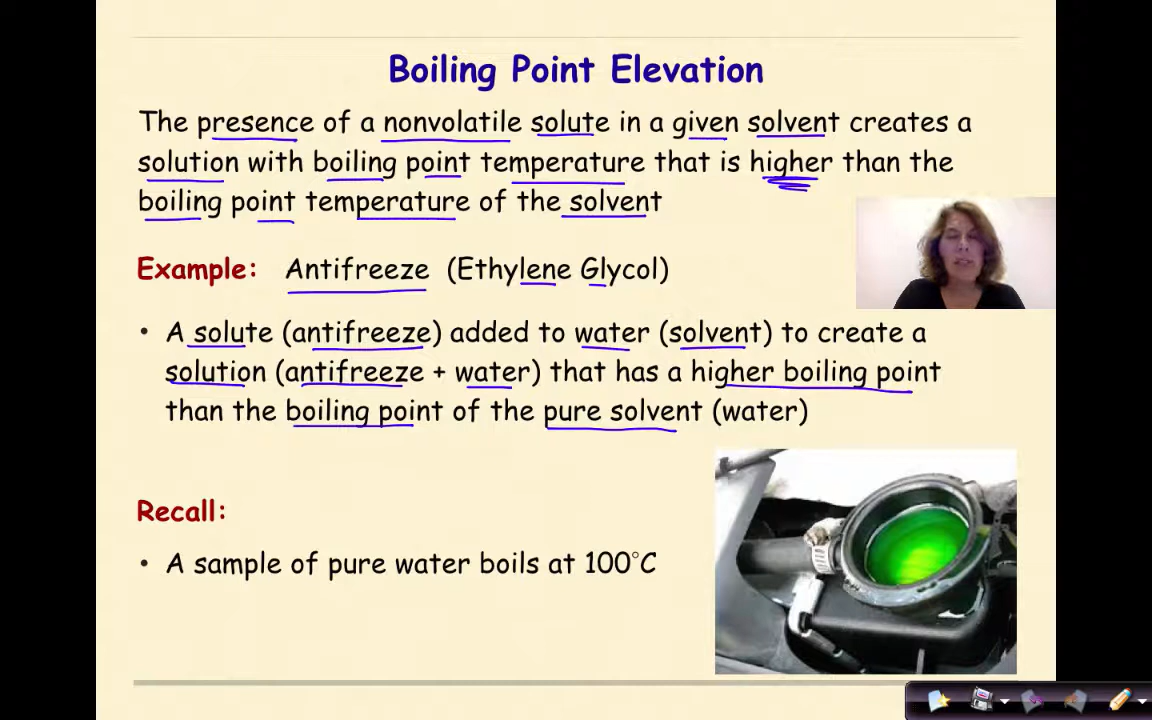 Boiling Point Elevation
The presence of a nonvolatile solute in a given solvent creates a
solution with boiling point temperature that is higher than the
boiling point temperature of the solvent
Example: Antifreeze (Ethylene Glycol)
• A solute (antifreeze) added to water (solvent) to create a
solution (antifreeze + water) that has a higher boiling point
than the boiling point of the pure solvent (water)
Recall:
• A sample of pure water boils at 100°C